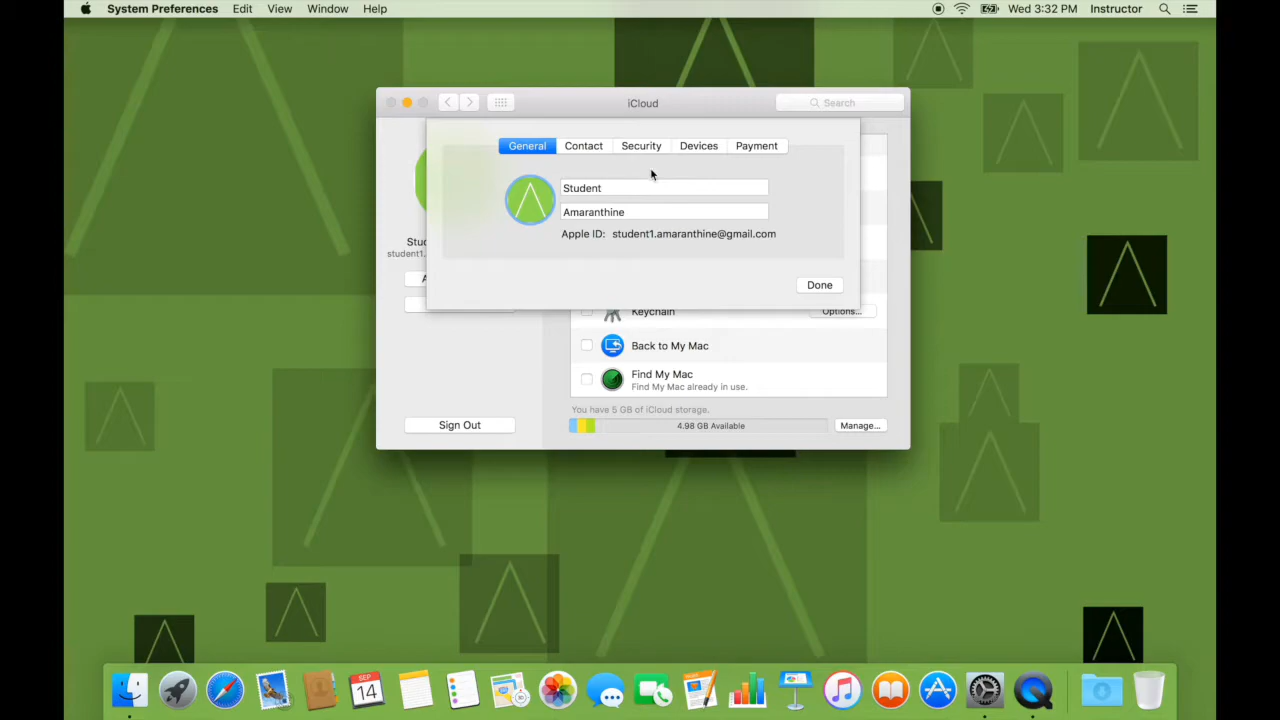 System Preferences Edit View Window Help
Wed 3:32 PM Instructor
iCloud
Search
General Contact Security Devices Payment
Student
Amaranthine
Apple ID: student1.amaranthine@gmail.com
Done
student1.
Keychain
Options...
Back to My Mac
Find My Mac
Find My Mac already in use.
You have 5 GB of iCloud storage.
4.98 GB Available
Manage...
Sign Out
SEP
14